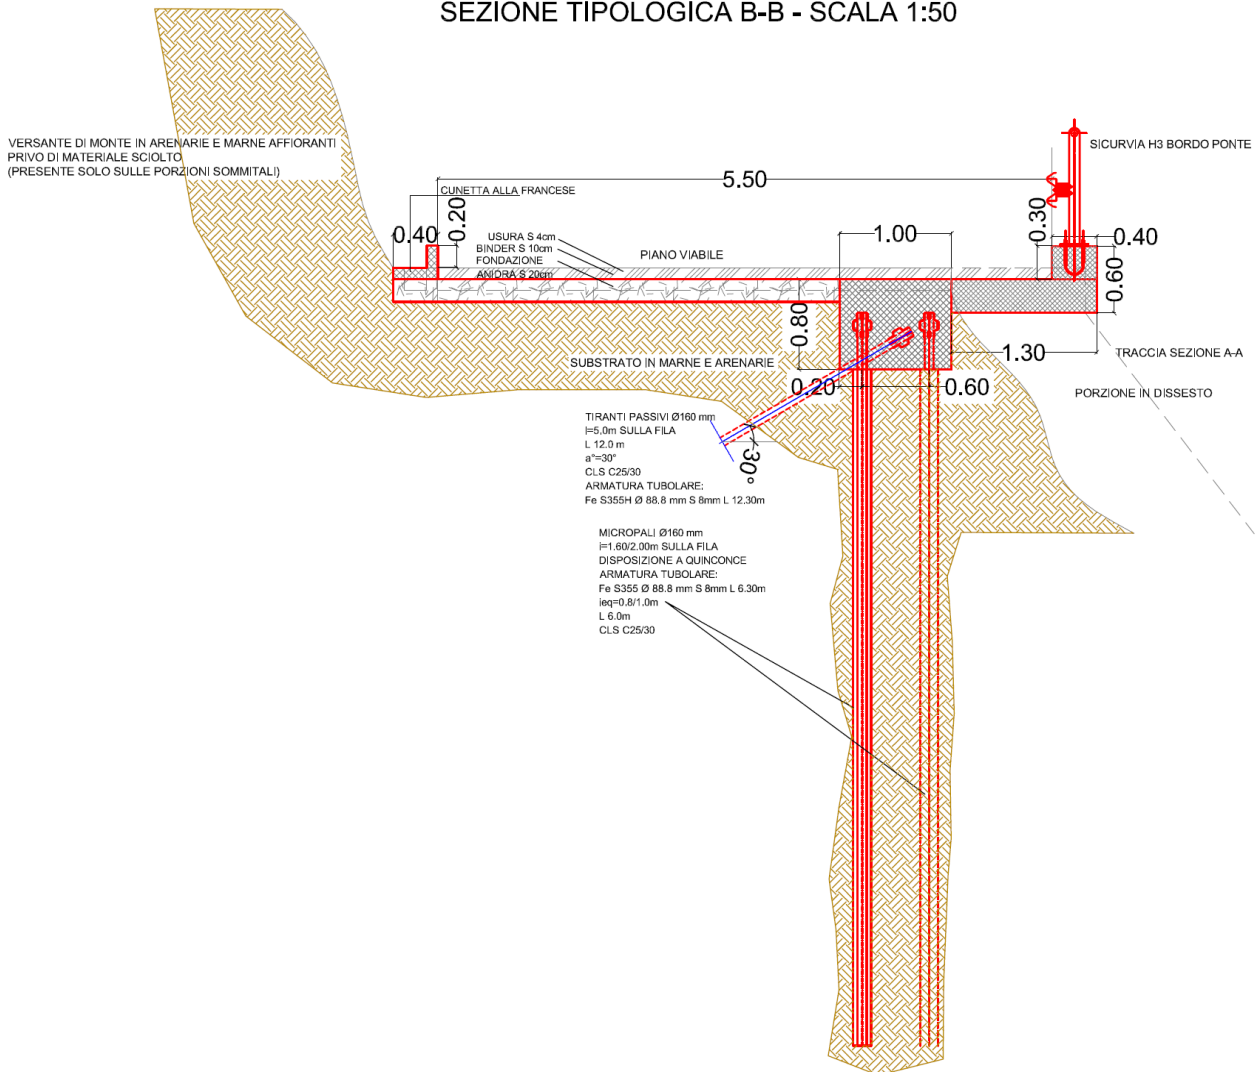 SEZIONE TIPOLOGICA B-B - SCALA 1:50
VERSANTE DI MONTE IN ARENARIE E MARNE AFFIORANTI
PRIVO DI MATERIALE SCIOLTO
(PRESENTE SOLO SULLE PORZIONI SOMMITALI)
SICURVIA H3 BORDO PONTE
5.50
CUNETTA ALLA FRANCESE
0.40
0.20
USURA S 4cm
BINDER S 10cm
FONDAZIONE
ANIDRA S 20cm
PIANO VIABILE
1.00
0.30
0.40
0.60
0.80
SUBSTRATO IN MARNE E ARENARIE
1.30
TRACCIA SEZIONE A-A
0.20
0.60
PORZIONE IN DISSESTO
TIRANTI PASSIVI Ø160 mm
i=5,0m SULLA FILA
L 12.0 m
a°=30°
CLS C25/30
ARMATURA TUBOLARE:
Fe S355H Ø 88.8 mm S 8mm L 12.30m
30°
MICROPALI Ø160 mm
i=1.60/2.00m SULLA FILA
DISPOSIZIONE A QUINCONCE
ARMATURA TUBOLARE:
Fe S355 Ø 88.8 mm S 8mm L 6.30m
ieq=0.8/1.0m
L 6.0m
CLS C25/30